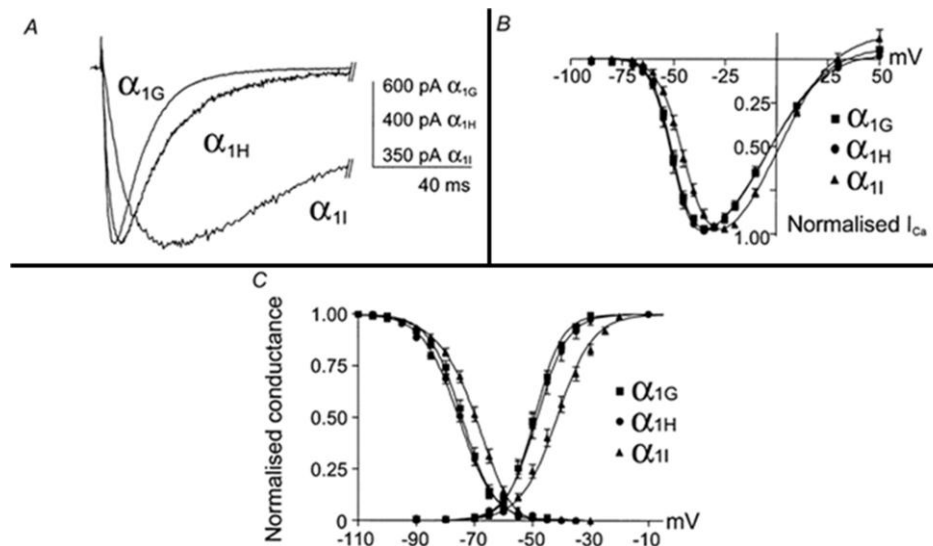 A
α1G
α1H
α1I
600 pA α1G
400 pA α1H
350 pA α1I
40 ms
B
mV
-100 -75 -50 -25 25 50
0.25
0.50
1.00
α1G
α1H
α1I
Normalised ICa
C
Normalised conductance
1.00
0.75
0.50
0.25
0
-110 -90 -70 -50 -30 -10
mV
α1G
α1H
α1I